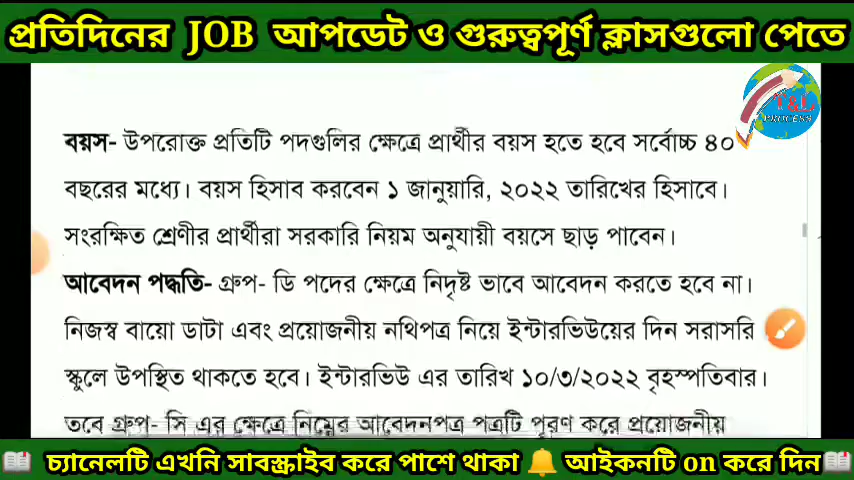 প্রতিদিনের JOB আপডেট ও গুরুত্বপূর্ণ ক্লাসগুলো পেতে
T&L
PROCESS
বয়স- উপরোক্ত প্রতিটি পদগুলির ক্ষেত্রে প্রার্থীর বয়স হতে হবে সর্বোচ্চ ৪০
বছরের মধ্যে। বয়স হিসাব করবেন ১ জানুয়ারি, ২০২২ তারিখের হিসাবে।
সংরক্ষিত শ্রেণীর প্রার্থীরা সরকারি নিয়ম অনুযায়ী বয়সে ছাড় পাবেন।
আবেদন পদ্ধতি- গ্রুপ- ডি পদের ক্ষেত্রে নিদৃষ্ট ভাবে আবেদন করতে হবে না।
নিজস্ব বায়ো ডাটা এবং প্রয়োজনীয় নথিপত্র নিয়ে ইন্টারভিউয়ের দিন সরাসরি
স্কুলে উপস্থিত থাকতে হবে। ইন্টারভিউ এর তারিখ ১০/৩/২০২২ বৃহস্পতিবার।
তবে গ্রুপ- সি এর ক্ষেত্রে নিম্নের আবেদনপত্র পত্রটি পূরণ করে প্রয়োজনীয়
চ্যানেলটি এখনি সাবস্ক্রাইব করে পাশে থাকা আইকনটি on করে দিন